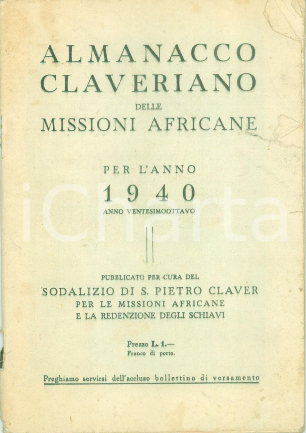 ALMANACCO
CLAVERIANO
DELLE
MISSIONI AFRICANE
PER L'ANNO
1940
ANNO VENTESIMOOTTAVO
iCharta
PUBBLICATO PER CURA DEL
SODALIZIO DI S. PIETRO CLAVER
PER LE MISSIONI AFRICANE
E LA REDENZIONE DEGLI SCHIAVI
Prezzo L. 1.—
Franco di porto.
Preghiamo servirsi dell'accluso bollettino di versamento